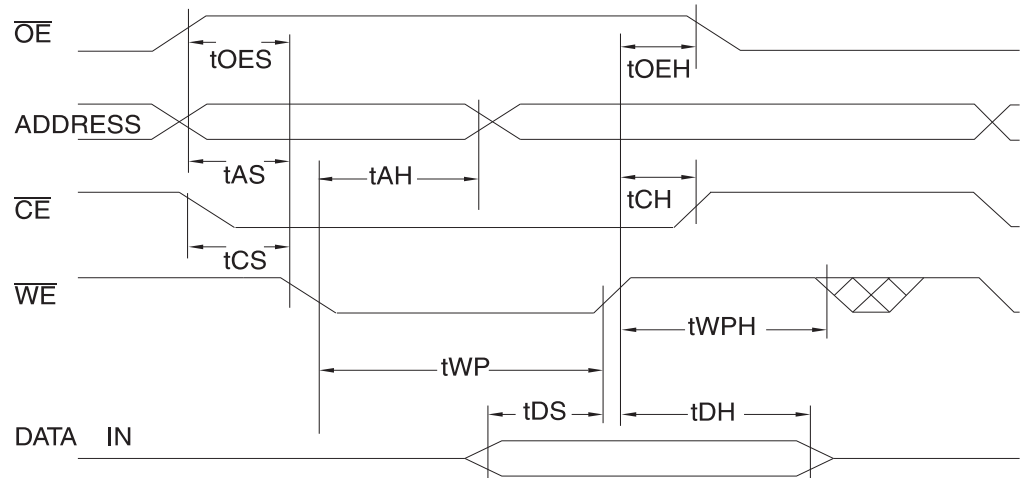 OE
tOES
tOEH
ADDRESS
tAS
tAH
tCH
CE
tCS
WE
tWPH
tWP
tDS
tDH
DATA IN